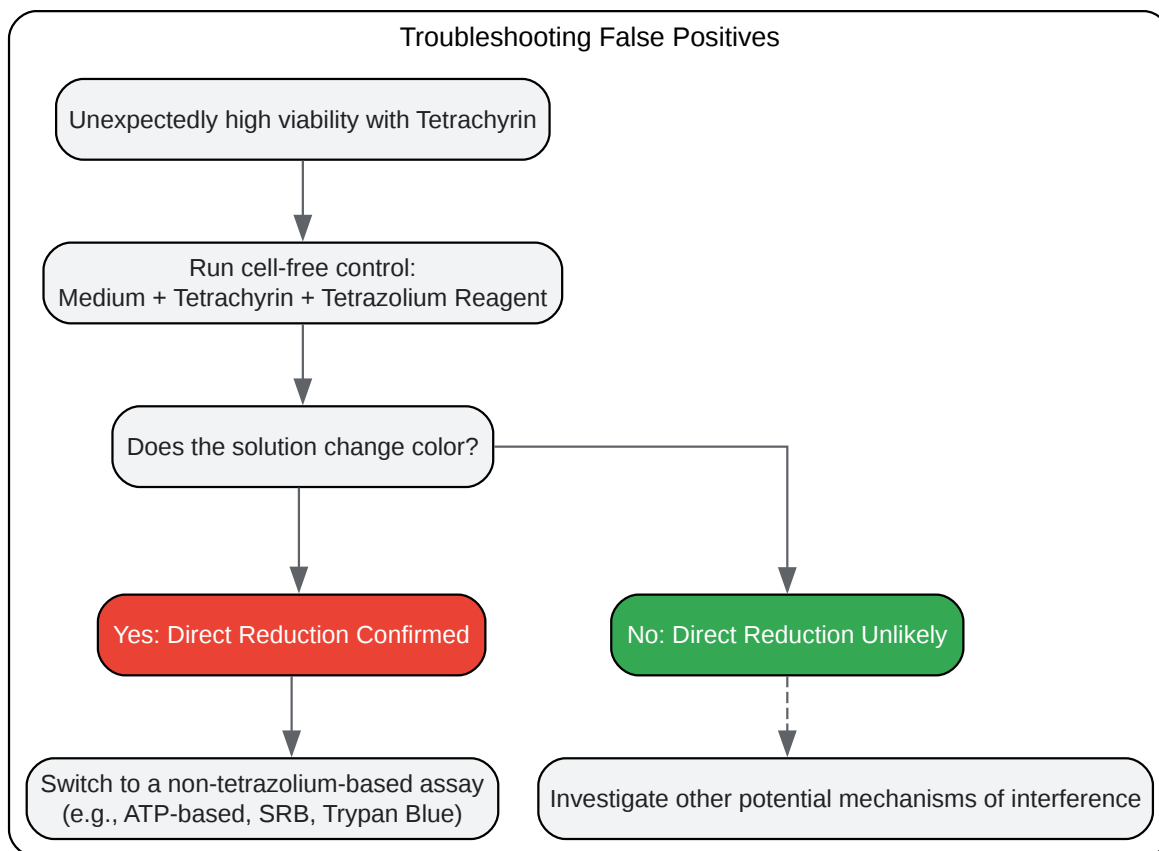 Troubleshooting False Positives
Unexpectedly high viability with Tetrachyrin
Run cell-free control:
Medium + Tetrachyrin + Tetrazolium Reagent
Does the solution change color?
Yes: Direct Reduction Confirmed
No: Direct Reduction Unlikely
Switch to a non-tetrazolium-based assay
(e.g., ATP-based, SRB, Trypan Blue)
Investigate other potential mechanisms of interference